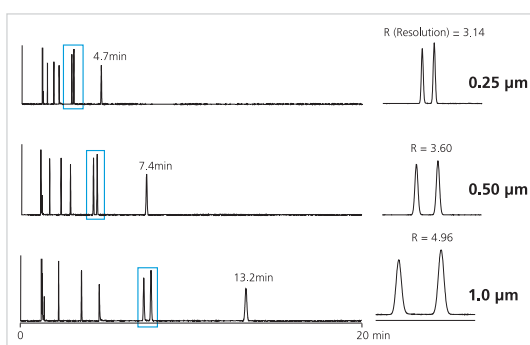 R (Resolution) = 3.14
4.7min
0.25 µm
R = 3.60
7.4min
0.50 µm
R = 4.96
13.2min
1.0 µm
0
20 min